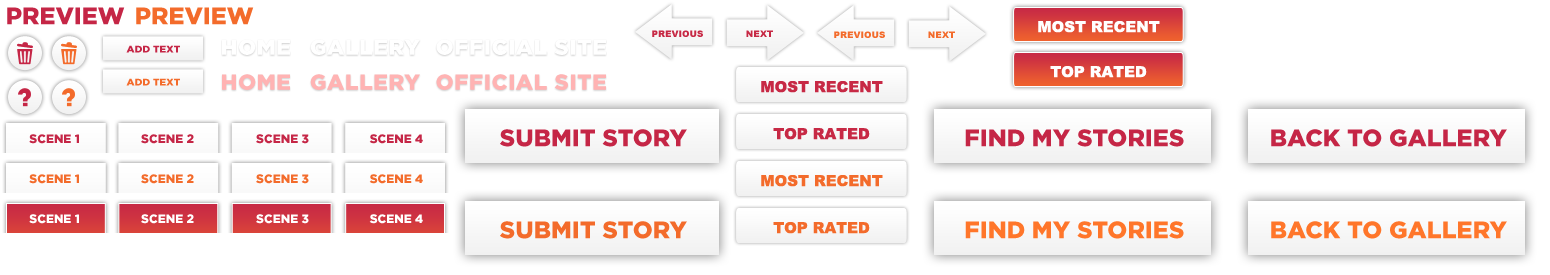 PREVIEW PREVIEW
ADD TEXT
HOME GALLERY OFFICIAL SITE
ADD TEXT
HOME GALLERY OFFICIAL SITE
?
?
PREVIOUS
NEXT
PREVIOUS
NEXT
MOST RECENT
TOP RATED
SCENE 1
SCENE 2
SCENE 3
SCENE 4
SCENE 1
SCENE 2
SCENE 3
SCENE 4
SCENE 1
SCENE 2
SCENE 3
SCENE 4
SUBMIT STORY
SUBMIT STORY
MOST RECENT
TOP RATED
MOST RECENT
TOP RATED
FIND MY STORIES
FIND MY STORIES
BACK TO GALLERY
BACK TO GALLERY